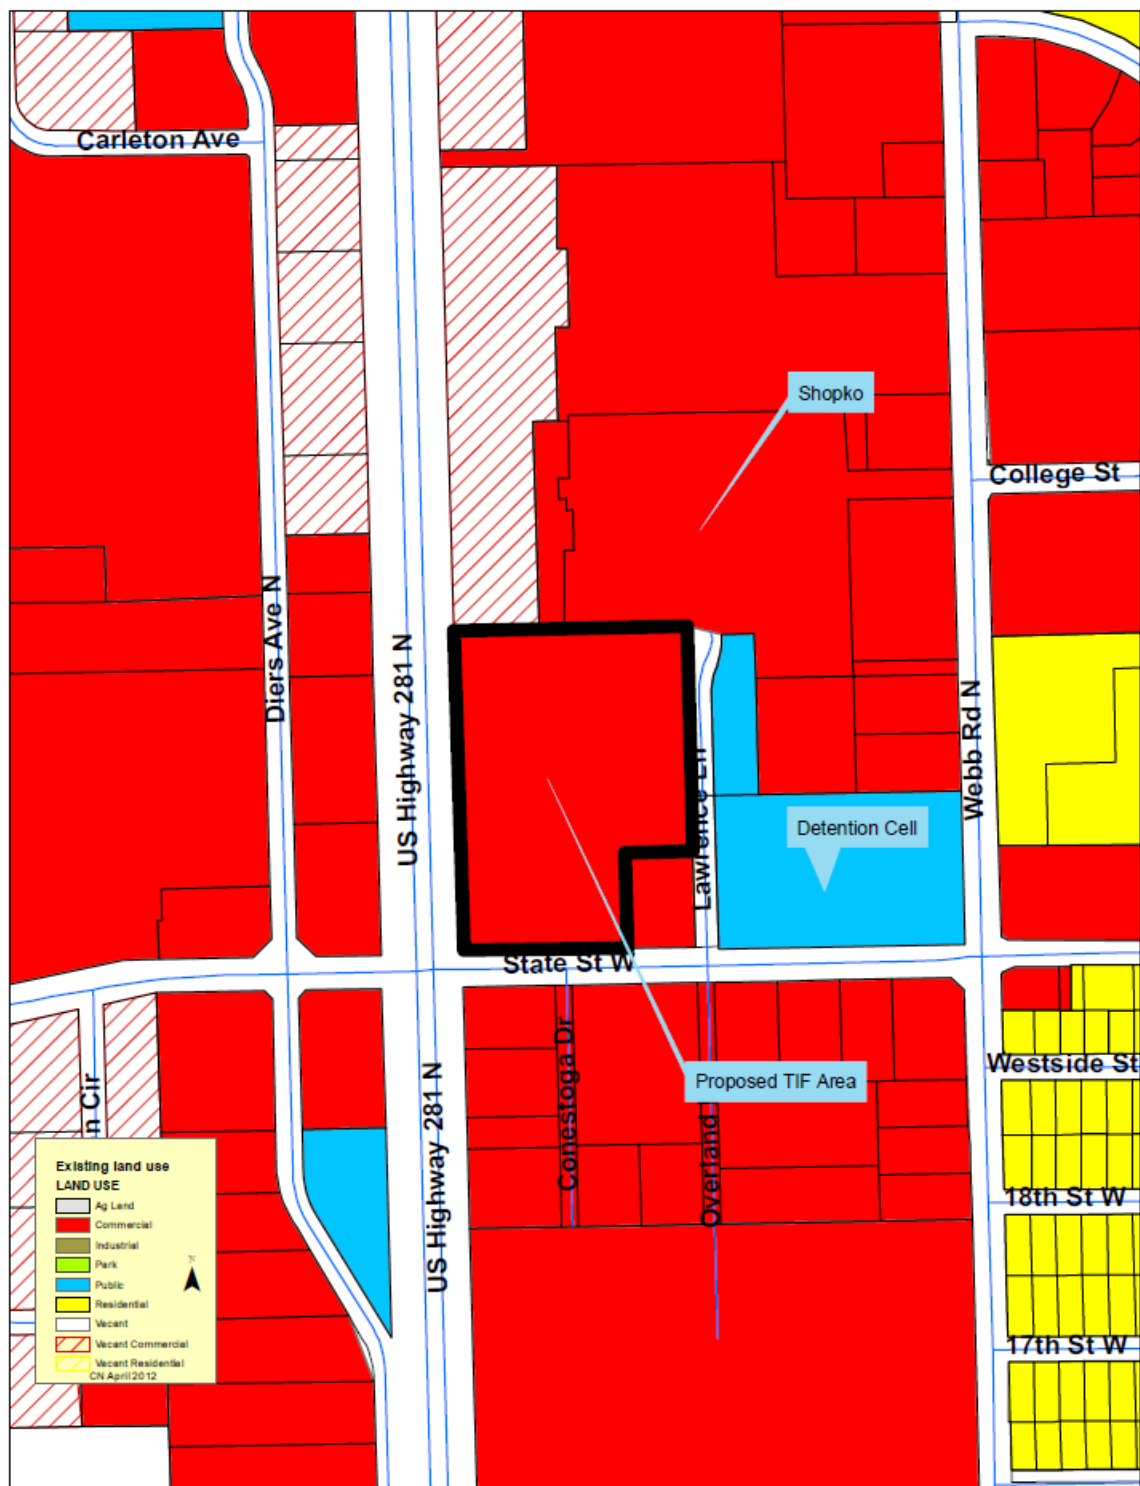 Carleton Ave
Shopko
College St
Diers Ave N
US Highway 281 N
Webb Rd N
Lawrence Ln
Detention Cell
State St W
Proposed TIF Area
Conestoga Dr
Overland
US Highway 281 N
Westside St
18th St W
17th St W
n Cir
Existing land use
LAND USE
Ag Land
Commercial
Industrial
Park
Public
Residential
Vacant
Vacant Commercial
Vacant Residential
CN April 2012
N